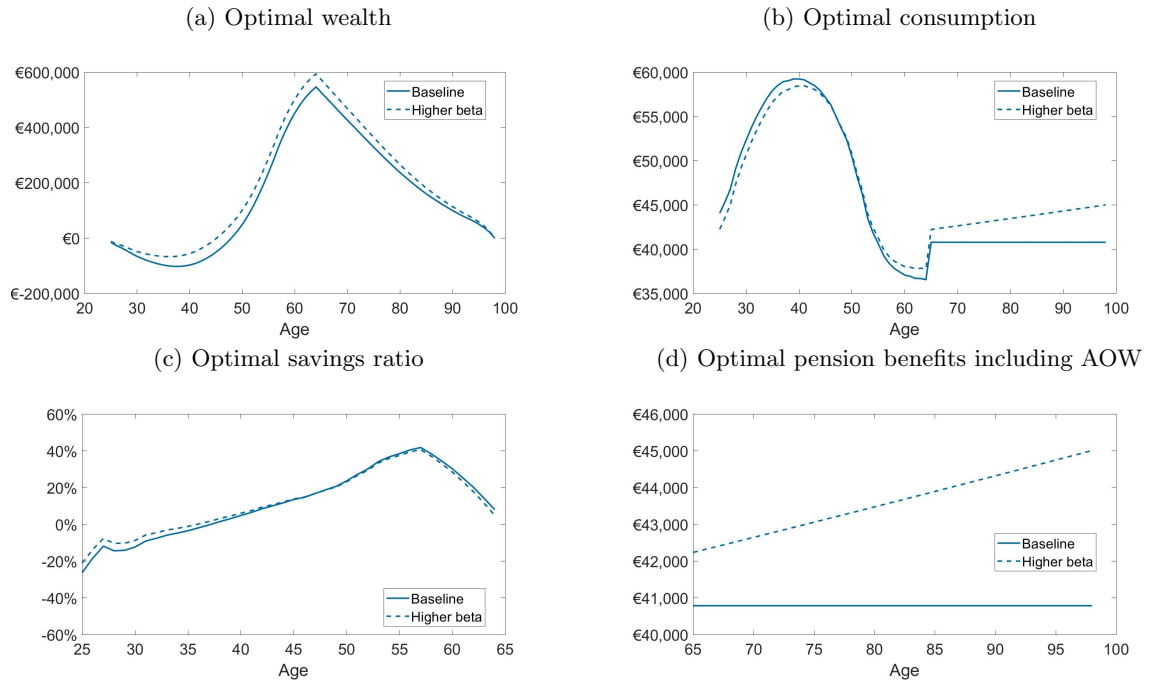 (a) Optimal wealth
€600,000
€400,000
€200,000
€0
€-200,000
20 30 40 50 60 70 80 90 100
Age
Baseline
Higher beta
(b) Optimal consumption
€60,000
€55,000
€50,000
€45,000
€40,000
€35,000
20 30 40 50 60 70 80 90 100
Age
Baseline
Higher beta
(c) Optimal savings ratio
60%
40%
20%
0%
-20%
-40%
-60%
25 30 35 40 45 50 55 60 65
Age
Baseline
Higher beta
(d) Optimal pension benefits including AOW
€46,000
€45,000
€44,000
€43,000
€42,000
€41,000
€40,000
65 70 75 80 85 90 95 100
Age
Baseline
Higher beta